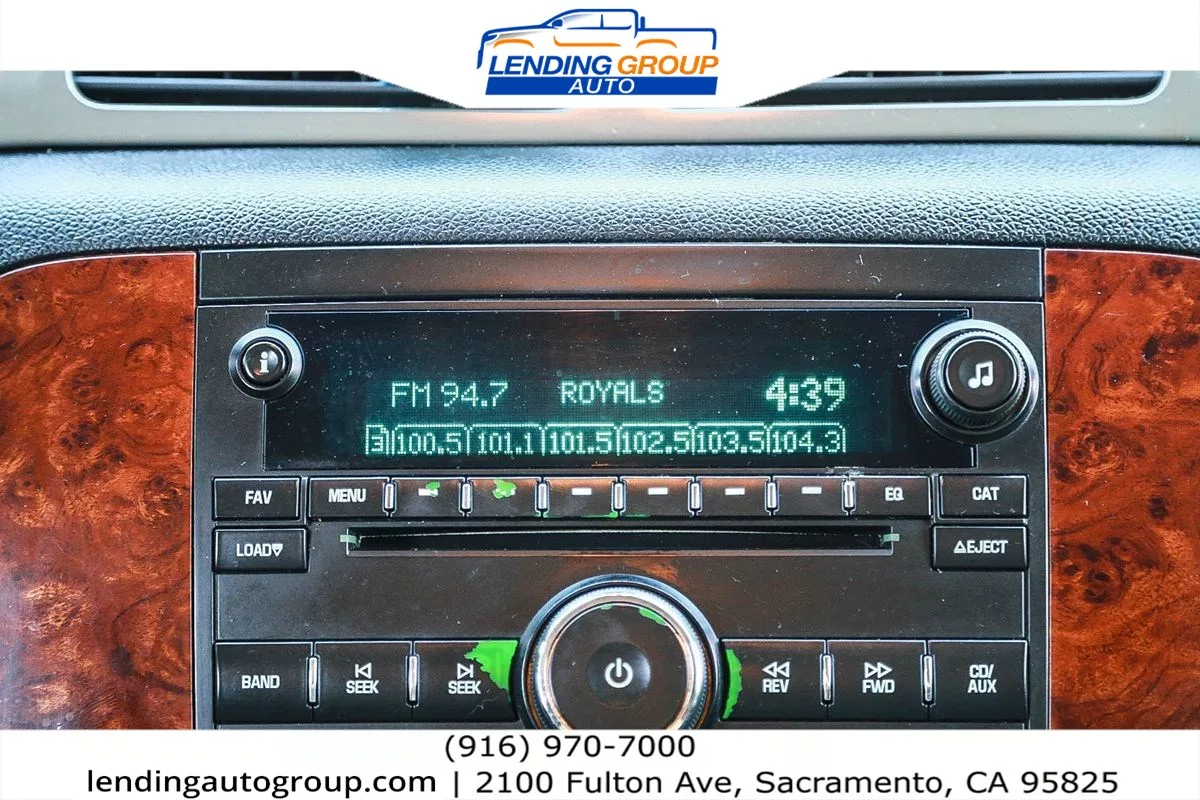 LENDING GROUP
AUTO
i
FM 94.7 ROYALS 4:39
3 100.5 101.1 101.5 102.5 103.5 104.3
FAV MENU EQ CAT
LOAD EJECT
BAND SEEK SEEK REV FWD CD/AUX
(916) 970-7000
lendingautogroup.com | 2100 Fulton Ave, Sacramento, CA 95825